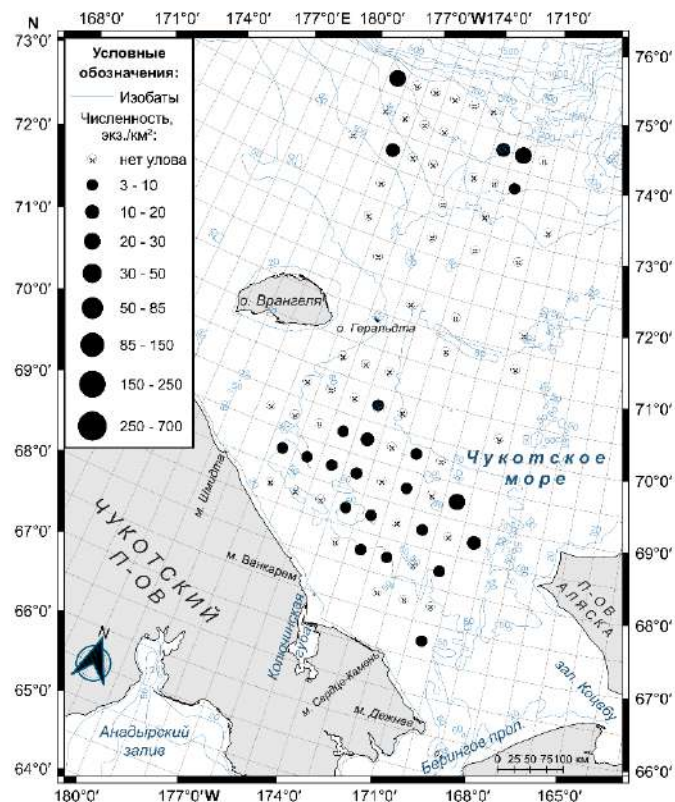 N
168°0' 171°0' 174°0' 177°0' E 180°0' 177°0' W 174°0' 171°0'
73°0'
72°0'
71°0'
70°0'
69°0'
68°0'
67°0'
66°0'
65°0'
64°0'
Условные
обозначения:
Изобаты
Численность,
экз./км²:
нет улова
3 - 10
10 - 20
20 - 30
30 - 50
50 - 85
85 - 150
150 - 250
250 - 700
о. Врангеля
о. Геральдта
Чукотское
море
м. Шмидта
ЧУКОТСКИЙ
П-ОВ
м. Ванкарем
Колючинская
губа
м. Сердце-Камень
м. Дежнев
П-ОВ
АЛЯСКА
зал. Коцебу
Берингов прол.
Анадырский
залив
N
0 25 50 75 100 км
76°0'
75°0'
74°0'
73°0'
72°0'
71°0'
70°0'
69°0'
68°0'
67°0'
66°0'
180°0' 177°0'W 174°0' 171°0' 168°0' 165°0'